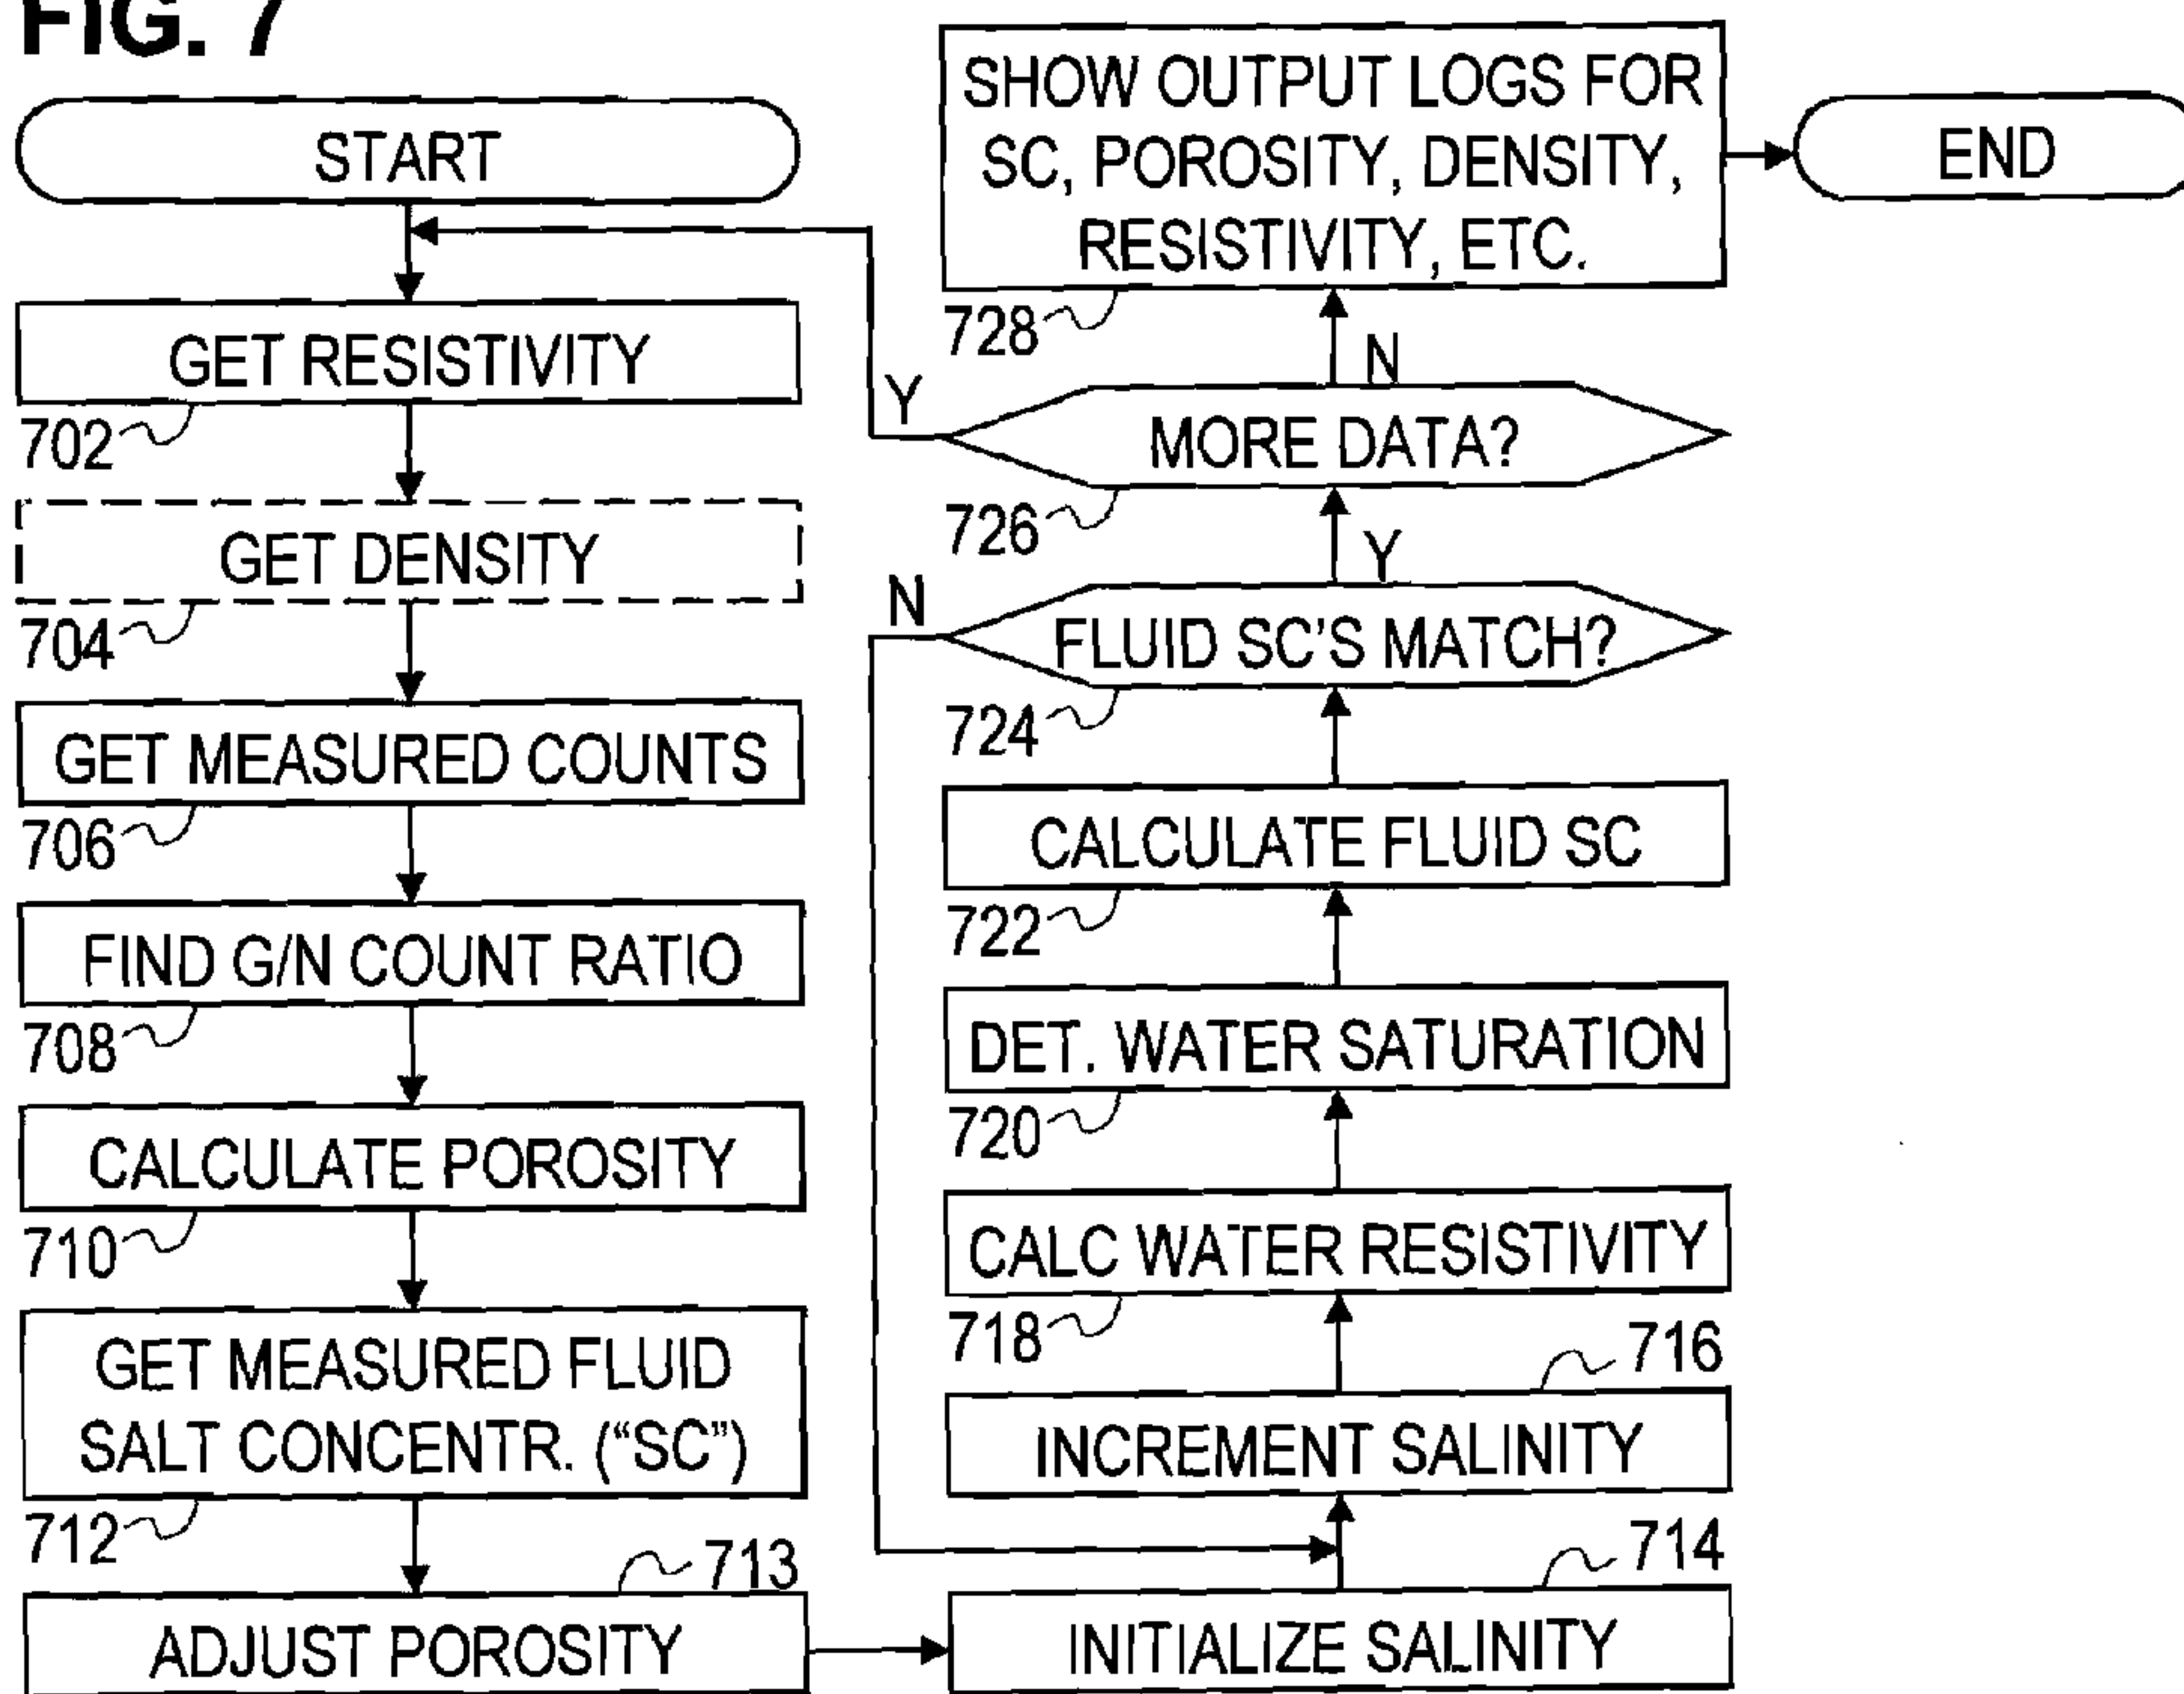 FIG. 7
START
GET RESISTIVITY
702
GET DENSITY
704
GET MEASURED COUNTS
706
FIND G/N COUNT RATIO
708
CALCULATE POROSITY
710
GET MEASURED FLUID
SALT CONCENTR. (“SC”)
712
713
ADJUST POROSITY
714
INITIALIZE SALINITY
716
INCREMENT SALINITY
CALC WATER RESISTIVITY
718
DET. WATER SATURATION
720
CALCULATE FLUID SC
722
FLUID SC'S MATCH?
724
N
Y
MORE DATA?
726
Y
N
SHOW OUTPUT LOGS FOR
SC, POROSITY, DENSITY,
RESISTIVITY, ETC.
728
END